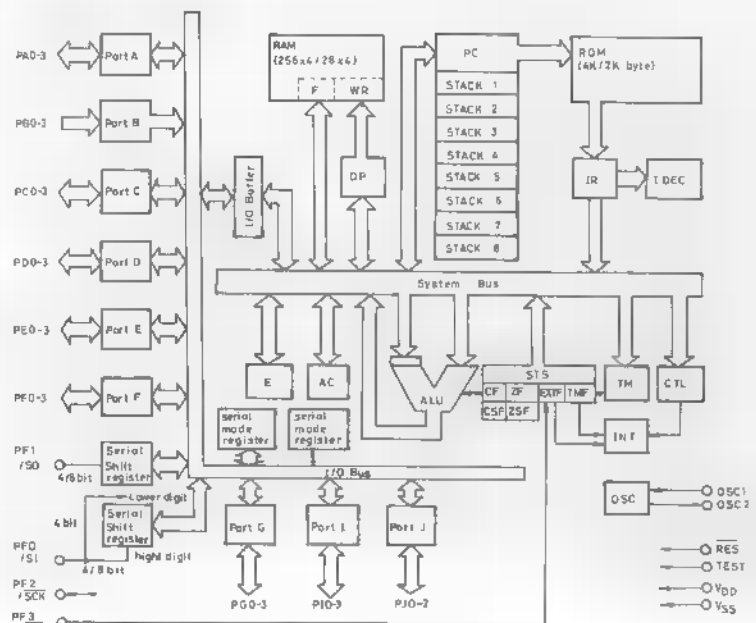 PA0-3
Port A
PB0-3
Port B
PC0-3
Port C
PD0-3
Port D
PE0-3
Port E
PF0-3
Port F
PF1
/SO
4/8bit
Serial
Shift
register
4bit
Lower digit
Serial
Shift
register
hight digit
PF0
/SI
4/8 bit
PF2
/SCK
PF3
I/O Buffer
RAM
(256x4/28x4)
F
WR
DP
PC
STACK 1
STACK 2
STACK 3
STACK 4
STACK 5
STACK 6
STACK 7
STACK 8
ROM
(4K/2K byte)
IR
I DEC
System Bus
E
AC
ALU
STS
CF
ZF
EXTF
TMF
CSF
ZSF
TM
CTL
INT
serial
mode
register
serial
mode
register
I/O Bus
Port G
Port I
Port J
PG0-3
PI0-3
PJ0-2
OSC
OSC1
OSC2
RES
TEST
VDD
VSS